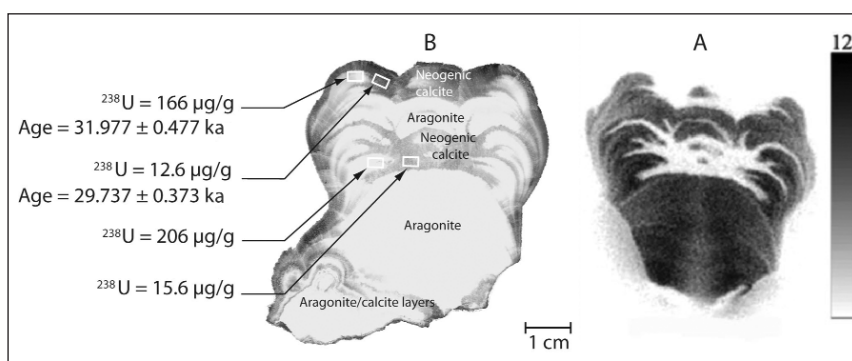 B
A
12
Neogenic
calcite
²³⁸U = 166 µg/g
Age = 31.977 ± 0.477 ka
Aragonite
Neogenic
calcite
²³⁸U = 12.6 µg/g
Age = 29.737 ± 0.373 ka
²³⁸U = 206 µg/g
Aragonite
²³⁸U = 15.6 µg/g
Aragonite/calcite layers
1 cm